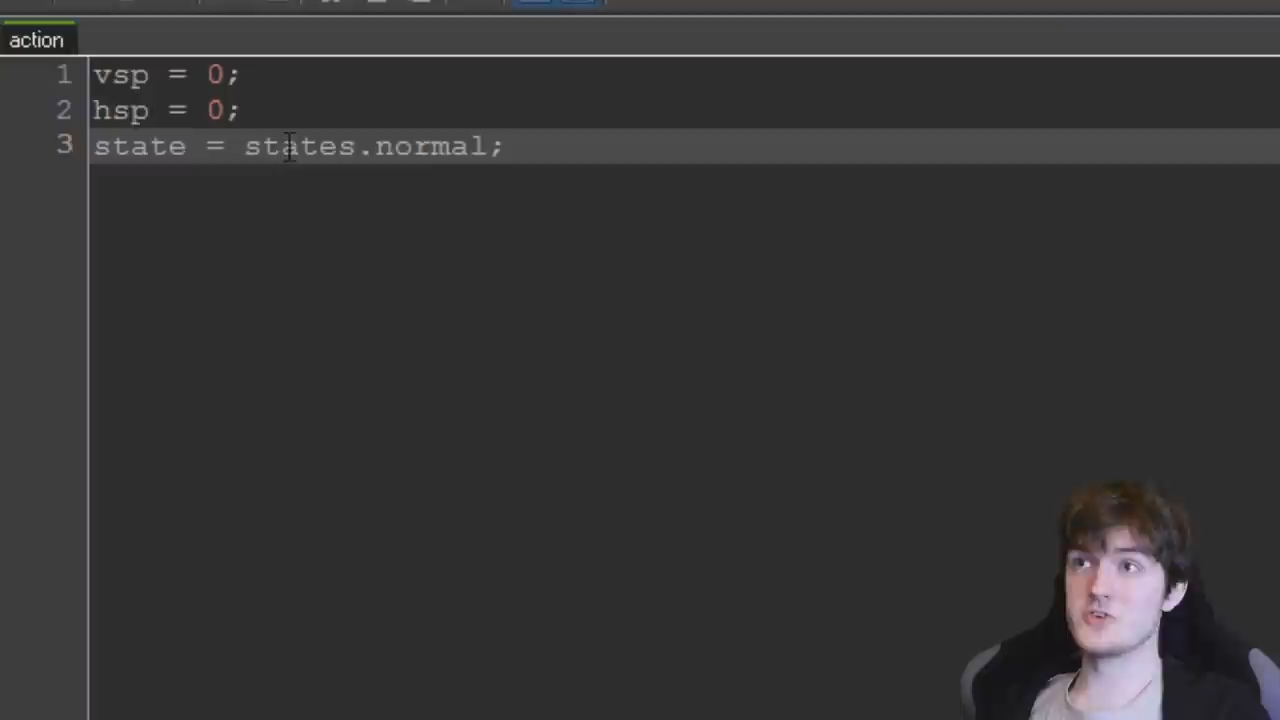 action
1 vsp = 0;
2 hsp = 0;
3 state = states.normal;